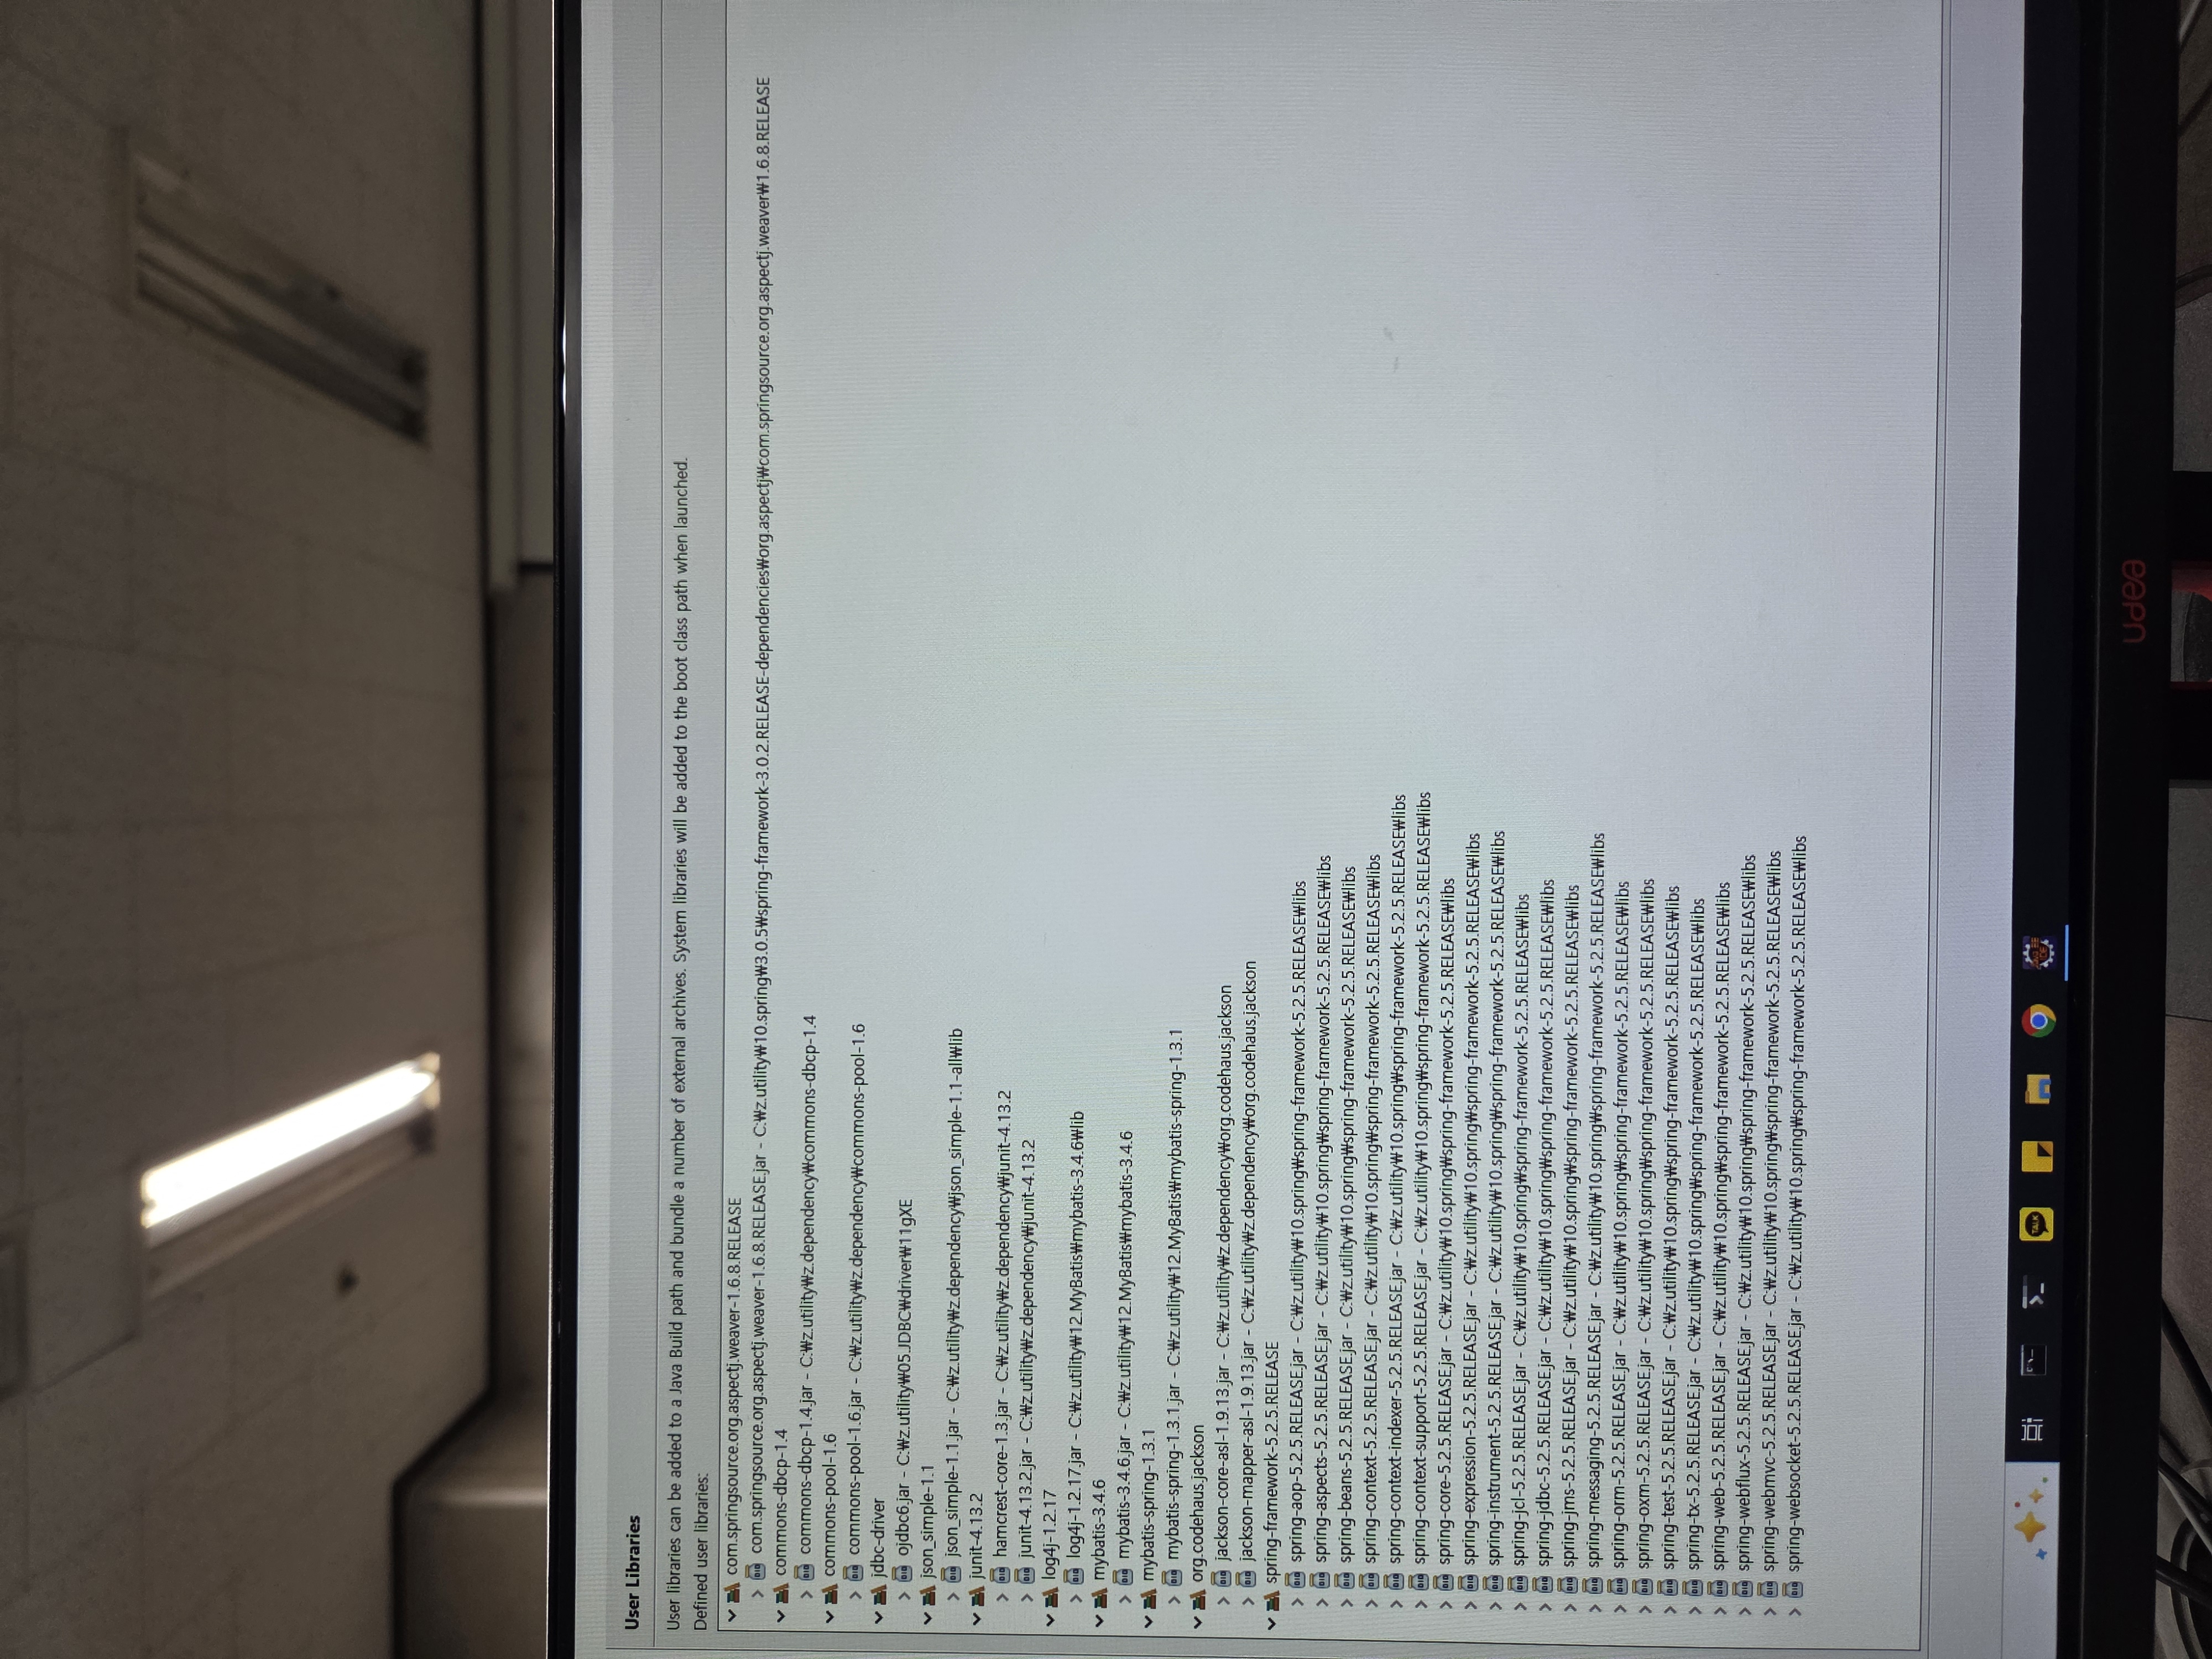 User Libraries
User libraries can be added to a Java Build path and bundle a number of external archives. System libraries will be added to the boot class path when launched.
Defined user libraries:
com.springsource.org.aspectj.weaver-1.6.8.RELEASE
com.springsource.org.aspectj.weaver-1.6.8.RELEASE.jar - C:₩z.utility₩10.spring₩3.0.5₩spring-framework-3.0.2.RELEASE-dependencies₩org.aspectj₩com.springsource.org.aspectj.weaver₩1.6.8.RELEASE
commons-dbcp-1.4
commons-dbcp-1.4.jar - C:₩z.utility₩z.dependency₩commons-dbcp-1.4
commons-pool-1.6
commons-pool-1.6.jar - C:₩z.utility₩z.dependency₩commons-pool-1.6
jdbc-driver
ojdbc6.jar - C:₩z.utility₩05.JDBC₩driver₩11gXE
json_simple-1.1
json_simple-1.1.jar - C:₩z.utility₩z.dependency₩json_simple-1.1-all₩lib
junit-4.13.2
hamcrest-core-1.3.jar - C:₩z.utility₩z.dependency₩junit-4.13.2
junit-4.13.2.jar - C:₩z.utility₩z.dependency₩junit-4.13.2
log4j-1.2.17
log4j-1.2.17.jar - C:₩z.utility₩12.MyBatis₩mybatis-3.4.6₩lib
mybatis-3.4.6
mybatis-3.4.6.jar - C:₩z.utility₩12.MyBatis₩mybatis-3.4.6
mybatis-spring-1.3.1
mybatis-spring-1.3.1.jar - C:₩z.utility₩12.MyBatis₩mybatis-spring-1.3.1
org.codehaus.jackson
jackson-core-asl-1.9.13.jar - C:₩z.utility₩z.dependency₩org.codehaus.jackson
jackson-mapper-asl-1.9.13.jar - C:₩z.utility₩z.dependency₩org.codehaus.jackson
spring-framework-5.2.5.RELEASE
spring-aop-5.2.5.RELEASE.jar - C:₩z.utility₩10.spring₩spring-framework-5.2.5.RELEASE₩libs
spring-aspects-5.2.5.RELEASE.jar - C:₩z.utility₩10.spring₩spring-framework-5.2.5.RELEASE₩libs
spring-beans-5.2.5.RELEASE.jar - C:₩z.utility₩10.spring₩spring-framework-5.2.5.RELEASE₩libs
spring-context-5.2.5.RELEASE.jar - C:₩z.utility₩10.spring₩spring-framework-5.2.5.RELEASE₩libs
spring-context-indexer-5.2.5.RELEASE.jar - C:₩z.utility₩10.spring₩spring-framework-5.2.5.RELEASE₩libs
spring-context-support-5.2.5.RELEASE.jar - C:₩z.utility₩10.spring₩spring-framework-5.2.5.RELEASE₩libs
spring-core-5.2.5.RELEASE.jar - C:₩z.utility₩10.spring₩spring-framework-5.2.5.RELEASE₩libs
spring-expression-5.2.5.RELEASE.jar - C:₩z.utility₩10.spring₩spring-framework-5.2.5.RELEASE₩libs
spring-instrument-5.2.5.RELEASE.jar - C:₩z.utility₩10.spring₩spring-framework-5.2.5.RELEASE₩libs
spring-jcl-5.2.5.RELEASE.jar - C:₩z.utility₩10.spring₩spring-framework-5.2.5.RELEASE₩libs
spring-jdbc-5.2.5.RELEASE.jar - C:₩z.utility₩10.spring₩spring-framework-5.2.5.RELEASE₩libs
spring-jms-5.2.5.RELEASE.jar - C:₩z.utility₩10.spring₩spring-framework-5.2.5.RELEASE₩libs
spring-messaging-5.2.5.RELEASE.jar - C:₩z.utility₩10.spring₩spring-framework-5.2.5.RELEASE₩libs
spring-orm-5.2.5.RELEASE.jar - C:₩z.utility₩10.spring₩spring-framework-5.2.5.RELEASE₩libs
spring-oxm-5.2.5.RELEASE.jar - C:₩z.utility₩10.spring₩spring-framework-5.2.5.RELEASE₩libs
spring-test-5.2.5.RELEASE.jar - C:₩z.utility₩10.spring₩spring-framework-5.2.5.RELEASE₩libs
spring-tx-5.2.5.RELEASE.jar - C:₩z.utility₩10.spring₩spring-framework-5.2.5.RELEASE₩libs
spring-web-5.2.5.RELEASE.jar - C:₩z.utility₩10.spring₩spring-framework-5.2.5.RELEASE₩libs
spring-webflux-5.2.5.RELEASE.jar - C:₩z.utility₩10.spring₩spring-framework-5.2.5.RELEASE₩libs
spring-webmvc-5.2.5.RELEASE.jar - C:₩z.utility₩10.spring₩spring-framework-5.2.5.RELEASE₩libs
spring-websocket-5.2.5.RELEASE.jar - C:₩z.utility₩10.spring₩spring-framework-5.2.5.RELEASE₩libs
TALK
Java EE IDE
udea